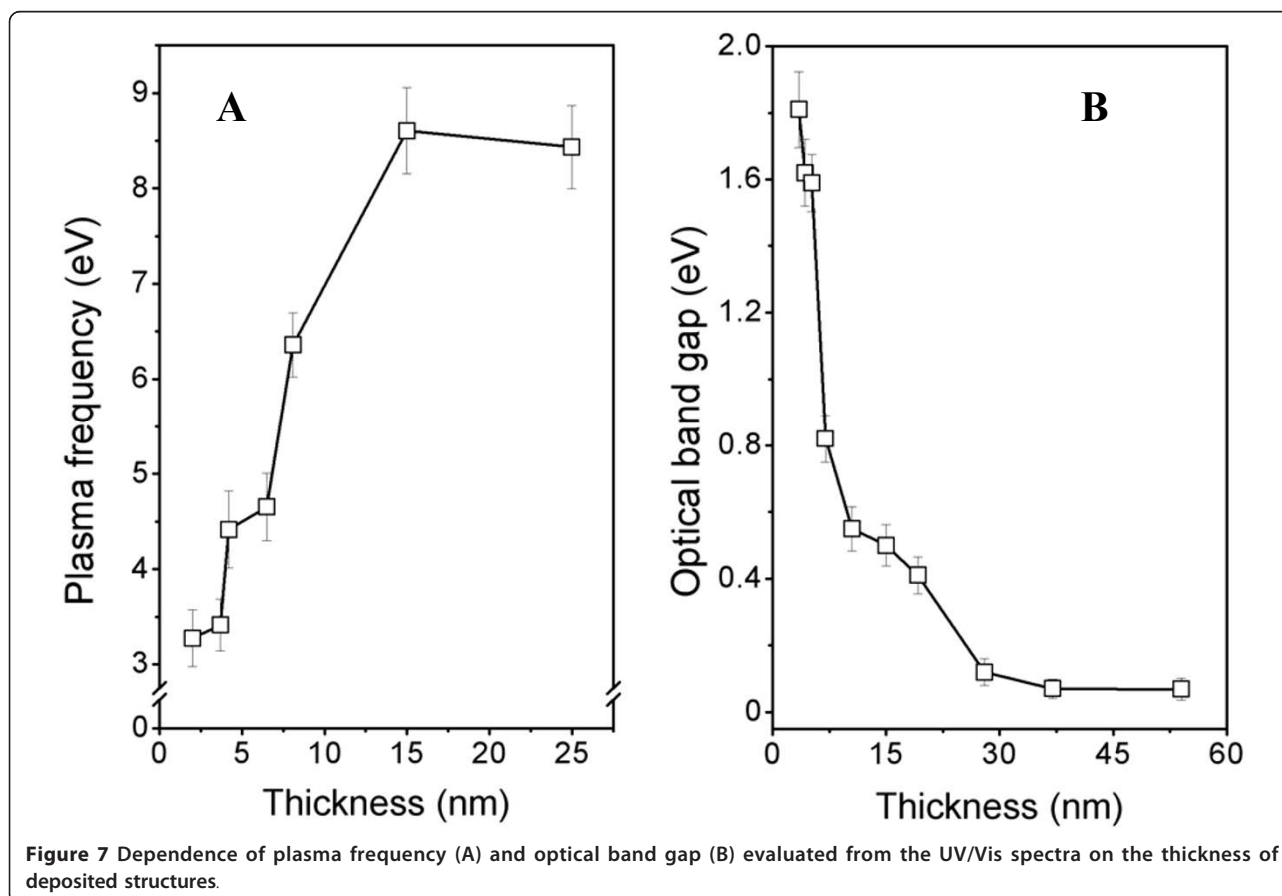 A
Plasma frequency (eV)
9
8
7
6
5
4
3
0
0 5 10 15 20 25
Thickness (nm)
B
Optical band gap (eV)
2.0
1.6
1.2
0.8
0.4
0
0 15 30 45 60
Thickness (nm)
Figure 7 Dependence of plasma frequency (A) and optical band gap (B) evaluated from the UV/Vis spectra on the thickness of
deposited structures.